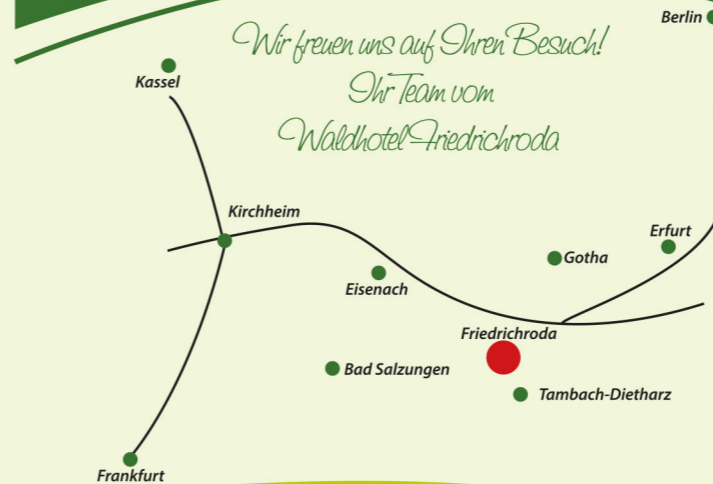 Berlin
Wir freuen uns auf Ihren Besuch!
Ihr Team vom
Waldhotel Friedrichroda
Kassel
Kirchheim
Erfurt
Gotha
Eisenach
Friedrichroda
Bad Salzungen
Tambach-Dietharz
Frankfurt